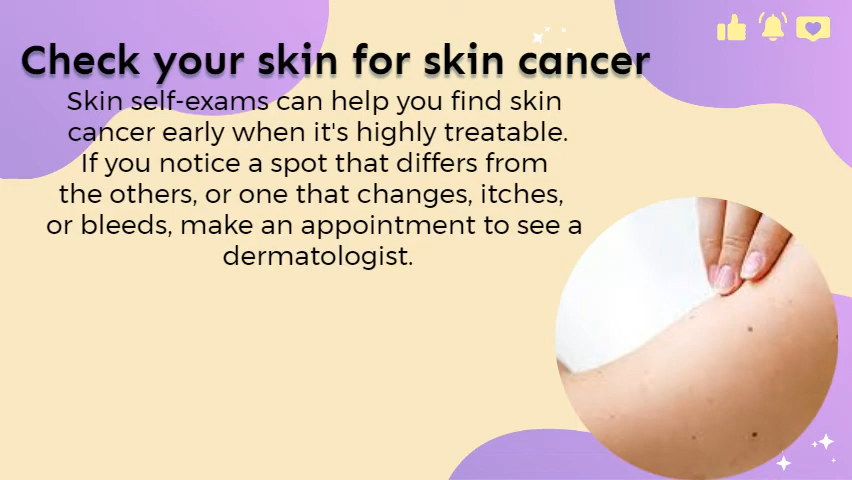 Check your skin for skin cancer
Skin self-exams can help you find skin
cancer early when it's highly treatable.
If you notice a spot that differs from
the others, or one that changes, itches,
or bleeds, make an appointment to see a
dermatologist.